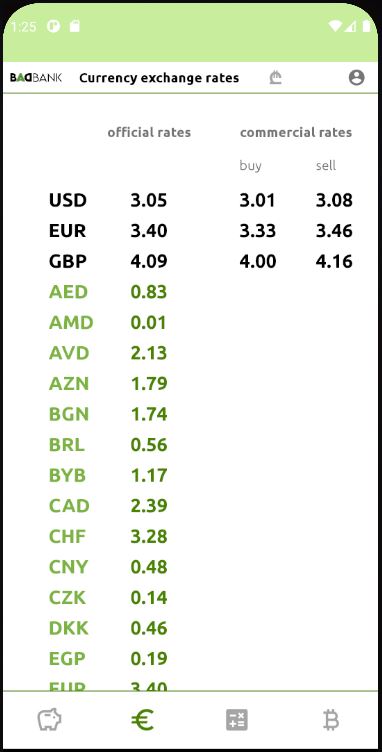 1:25
BADBANK Currency exchange rates
official rates commercial rates
buy sell
USD 3.05 3.01 3.08
EUR 3.40 3.33 3.46
GBP 4.09 4.00 4.16
AED 0.83
AMD 0.01
AVD 2.13
AZN 1.79
BGN 1.74
BRL 0.56
BYB 1.17
CAD 2.39
CHF 3.28
CNY 0.48
CZK 0.14
DKK 0.46
EGP 0.19
EUR 3.40